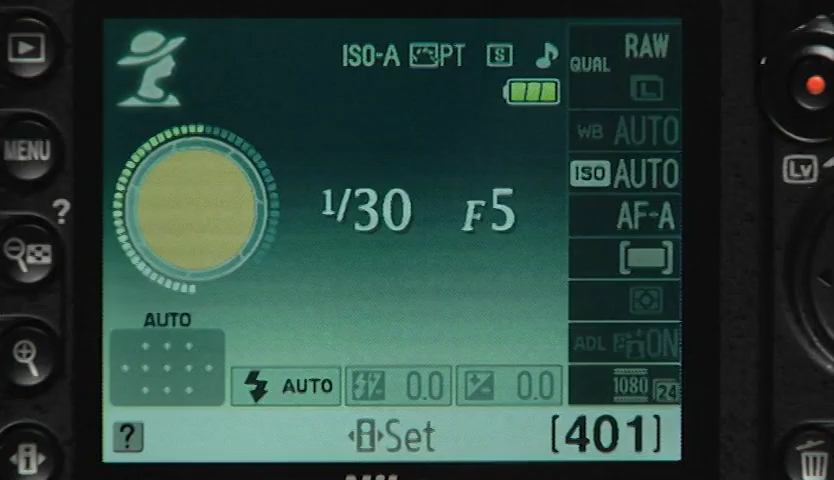 ISO-A PT S
QUAL RAW
L
WB AUTO
ISO AUTO
AF-A
1/30 F5
AUTO
ADL ON
AUTO 0.0 0.0
1080 24
? i Set [401]
MENU
?
i
Lv